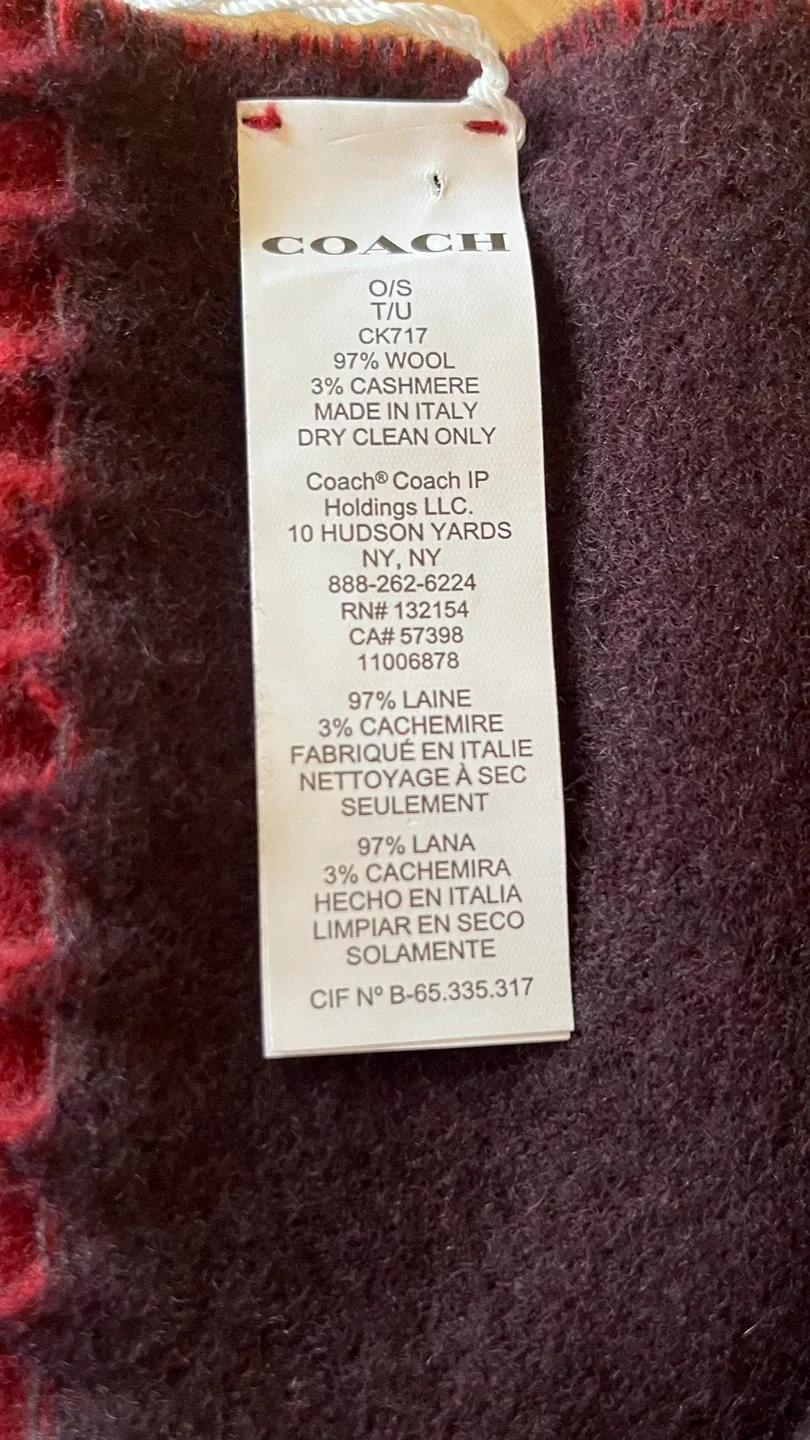 COACH
O/S
T/U
CK717
97% WOOL
3% CASHMERE
MADE IN ITALY
DRY CLEAN ONLY
Coach® Coach IP
Holdings LLC.
10 HUDSON YARDS
NY, NY
888-262-6224
RN# 132154
CA# 57398
11006878
97% LAINE
3% CACHEMIRE
FABRIQUÉ EN ITALIE
NETTOYAGE À SEC
SEULEMENT
97% LANA
3% CACHEMIRA
HECHO EN ITALIA
LIMPIAR EN SECO
SOLAMENTE
CIF Nº B-65.335.317